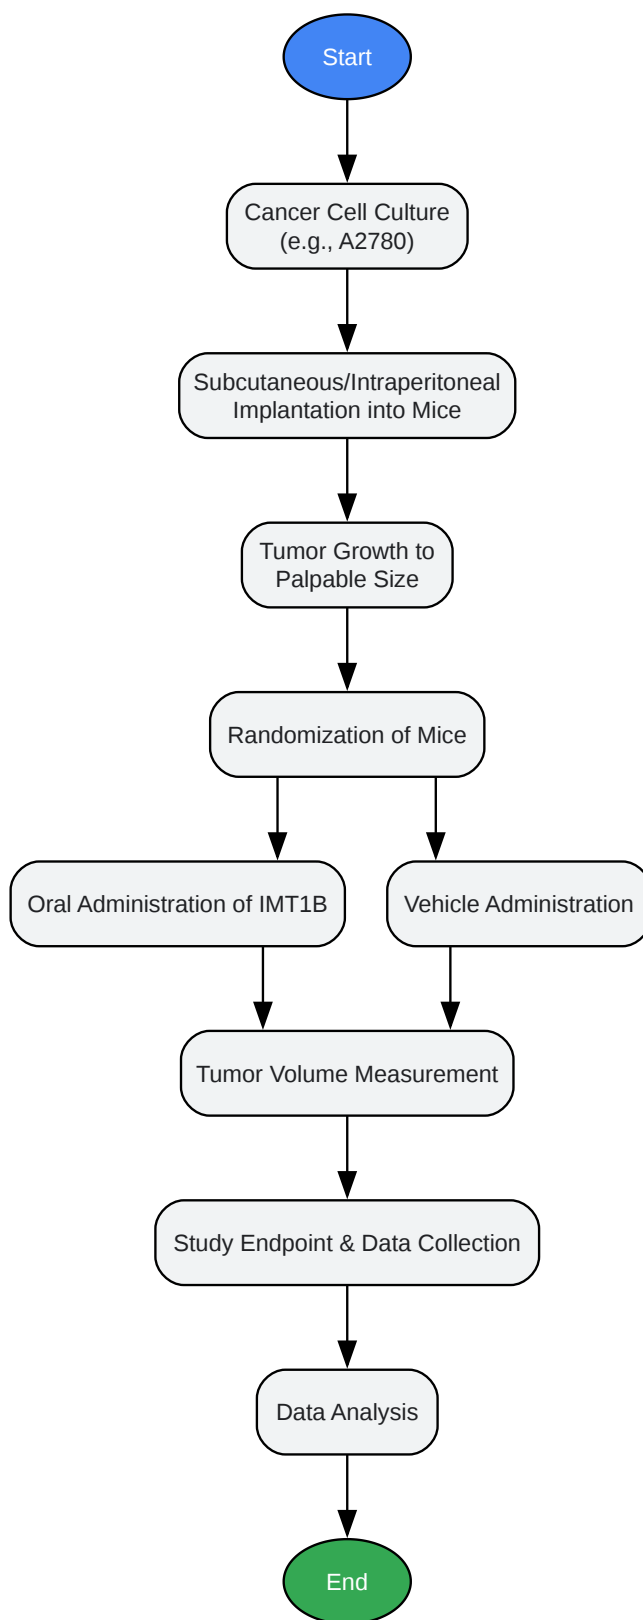 Start
Cancer Cell Culture
(e.g., A2780)
Subcutaneous/Intraperitoneal
Implantation into Mice
Tumor Growth to
Palpable Size
Randomization of Mice
Oral Administration of IMT1B
Vehicle Administration
Tumor Volume Measurement
Study Endpoint & Data Collection
Data Analysis
End